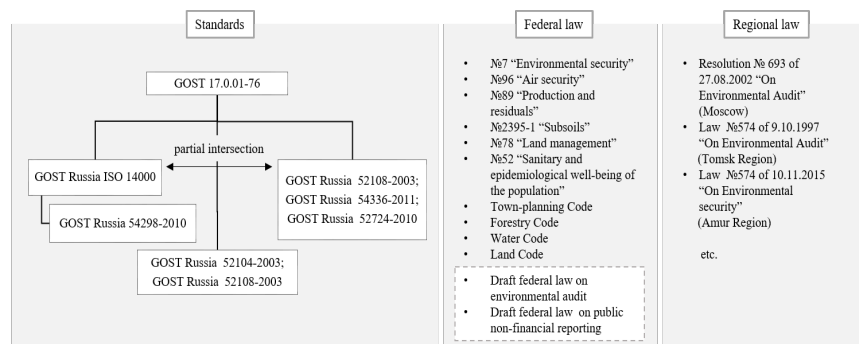 Standards
GOST 17.0.01-76
partial intersection
GOST Russia ISO 14000
GOST Russia 54298-2010
GOST Russia 52108-2003;
GOST Russia 54336-2011;
GOST Russia 52724-2010
GOST Russia 52104-2003;
GOST Russia 52108-2003
Federal law
• №7 “Environmental security”
• №96 “Air security”
• №89 “Production and
residuals”
• №2395-1 “Subsoils”
• №78 “Land management”
• №52 “Sanitary and
epidemiological well-being of
the population”
• Town-planning Code
• Forestry Code
• Water Code
• Land Code
• Draft federal law on
environmental audit
• Draft federal law on public
non-financial reporting
Regional law
• Resolution № 693 of
27.08.2002 “On
Environmental Audit”
(Moscow)
• Law №574 of 9.10.1997
“On Environmental Audit”
(Tomsk Region)
• Law №574 of 10.11.2015
“On Environmental
security”
(Amur Region)
etc.